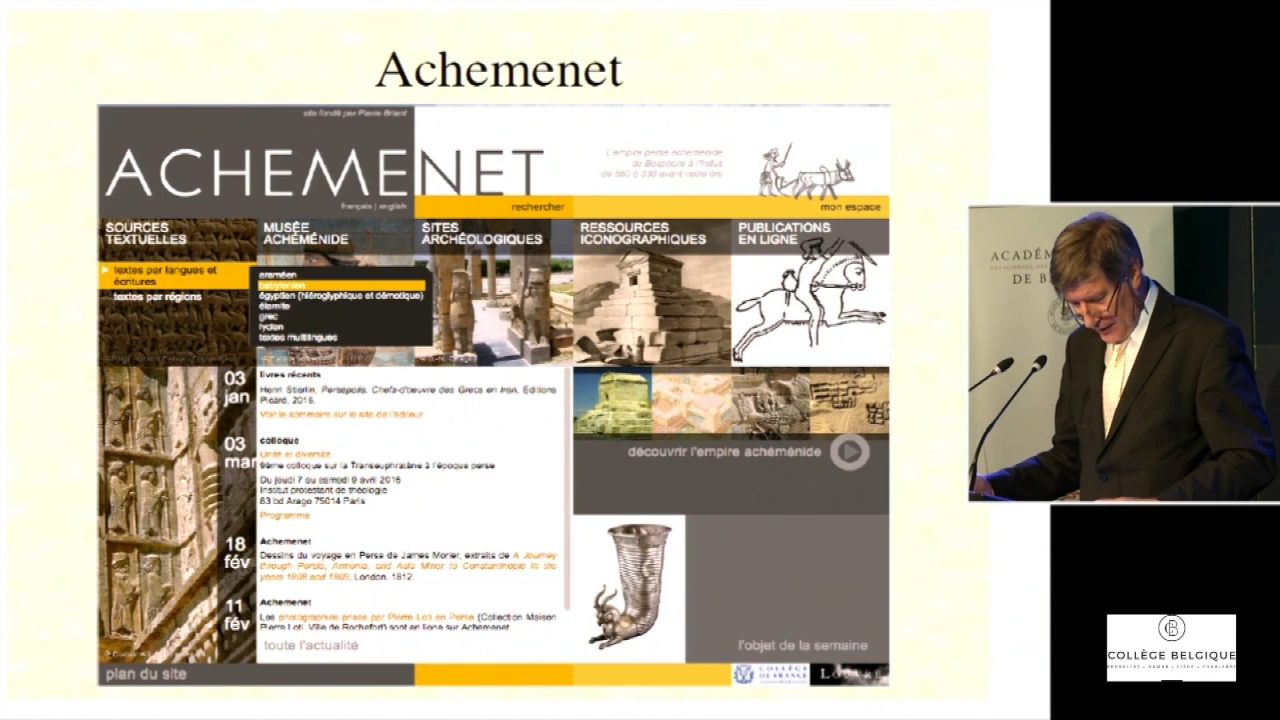 Achemenet
site fondé par Pierre Briant
ACHEMENET
L'empire perse achéménide
du Bosphore à l'Indus
de 550 à 330 avant notre ère
français | english
rechercher
mon espace
SOURCES
TEXTUELLES
MUSÉE
ACHÉMÉNIDE
SITES
ARCHÉOLOGIQUES
RESSOURCES
ICONOGRAPHIQUES
PUBLICATIONS
EN LIGNE
textes par langues et
écritures
textes par régions
araméen
babylonien
égyptien (hiéroglyphique et démotique)
élamite
grec
lycien
textes multilingues
03
jan
livres récents
Henri Stierlin, Persepolis, Chefs-d'oeuvre des Grecs en Iran, Editions
Picard, 2016.
Voir le sommaire sur le site de l'éditeur
03
mar
colloque
Unité et diversité
9ème colloque sur la Transeuphratène à l'époque perse
Du jeudi 7 au samedi 9 avril 2016
Institut protestant de théologie
83 bd Arago 75014 Paris
Programme
18
fév
Achemenet
Dessins du voyage en Perse de James Morier, extraits de A Journey
through Persia, Armenia, and Asia Minor to Constantinople in the
years 1808 and 1809, London, 1812.
11
fév
Achemenet
Les photographies prises par Pierre Loti en Perse (Collection Maison
Pierre Loti, Ville de Rochefort) sont en ligne sur Achemenet
toute l'actualité
découvrir l'empire achéménide
l'objet de la semaine
plan du site
COLLÈGE
DE FRANCE
LOUVRE
ACADÉM
DE B
COLLÈGE BELGIQUE